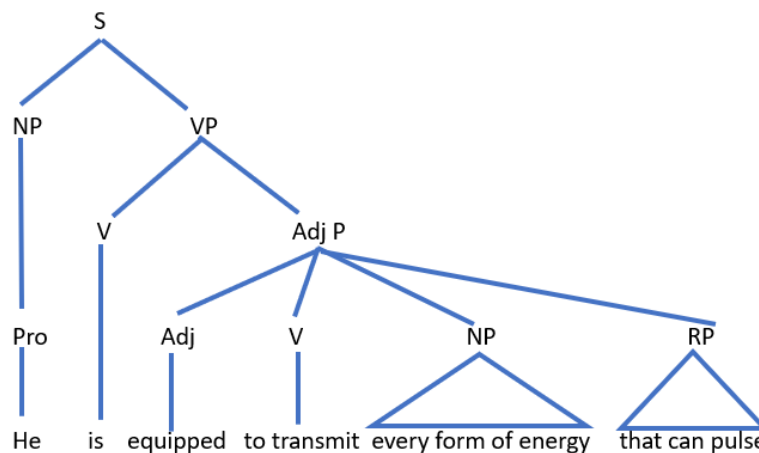 S
NP VP
V Adj P
Pro Adj V NP RP
He is equipped to transmit every form of energy that can pulse